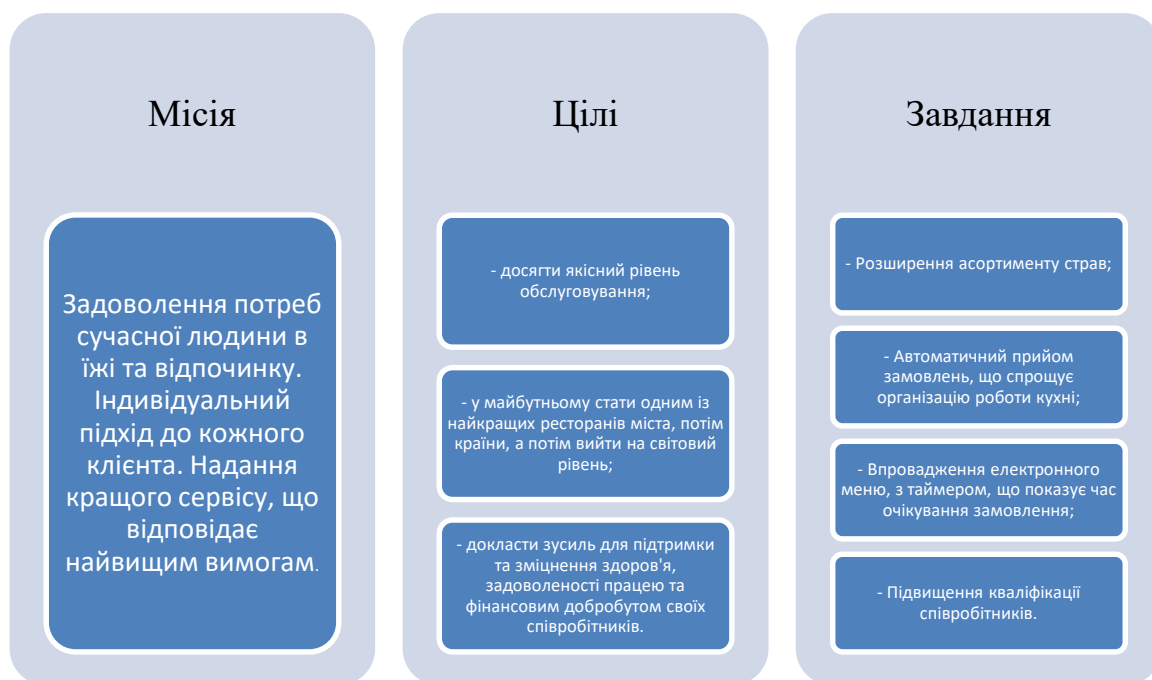 Місія
Задоволення потреб
сучасної людини в
їжі та відпочинку.
Індивідуальний
підхід до кожного
клієнта. Надання
кращого сервісу, що
відповідає
найвищим вимогам.
Цілі
- досягти якісний рівень
обслуговування;
- у майбутньому стати одним із
найкращих ресторанів міста, потім
країни, а потім вийти на світовий
рівень;
- докласти зусиль для підтримки
та зміцнення здоров'я,
задоволеності працею та
фінансовим добробутом своїх
співробітників.
Завдання
- Розширення асортименту страв;
- Автоматичний прийом
замовлень, що спрощує
організацію роботи кухні;
- Впровадження електронного
меню, з таймером, що показує час
очікування замовлення;
- Підвищення кваліфікації
співробітників.